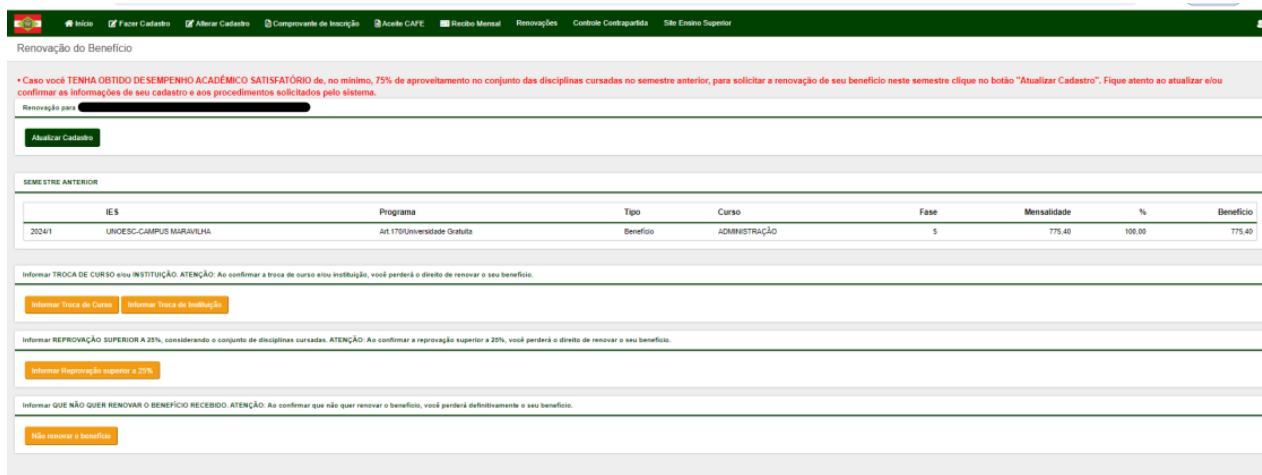 Início Fazer Cadastro Alterar Cadastro Comprovante de Inscrição Aceite CAFE Recibo Mensal Renovações Controle Contrapartida Site Ensino Superior
Renovação do Benefício
• Caso você TENHA OBTIDO DESEMPENHO ACADÊMICO SATISFATÓRIO de, no mínimo, 75% de aproveitamento no conjunto das disciplinas cursadas no semestre anterior, para solicitar a renovação de seu benefício neste semestre clique no botão "Atualizar Cadastro". Fique atento ao atualizar e/ou
confirmar as informações de seu cadastro e aos procedimentos solicitados pelo sistema.
Renovação para
Atualizar Cadastro
SEMESTRE ANTERIOR
IES Programa Tipo Curso Fase Mensalidade % Benefício
2024/1 UNOESC-CAMPUS MARAVILHA Art.170/Universidade Gratuita Benefício ADMINISTRAÇÃO 5 775,40 100,00 775,40
Informar TROCA DE CURSO e/ou INSTITUIÇÃO. ATENÇÃO: Ao confirmar a troca de curso e/ou instituição, você perderá o direito de renovar o seu benefício.
Informar Troca de Curso Informar Troca de Instituição
Informar REPROVAÇÃO SUPERIOR A 25%, considerando o conjunto de disciplinas cursadas. ATENÇÃO: Ao confirmar a reprovação superior a 25%, você perderá o direito de renovar o seu benefício.
Informar Reprovação superior a 25%
Informar QUE NÃO QUER RENOVAR O BENEFÍCIO RECEBIDO. ATENÇÃO: Ao confirmar que não quer renovar o benefício, você perderá definitivamente o seu benefício.
Não renovar o benefício